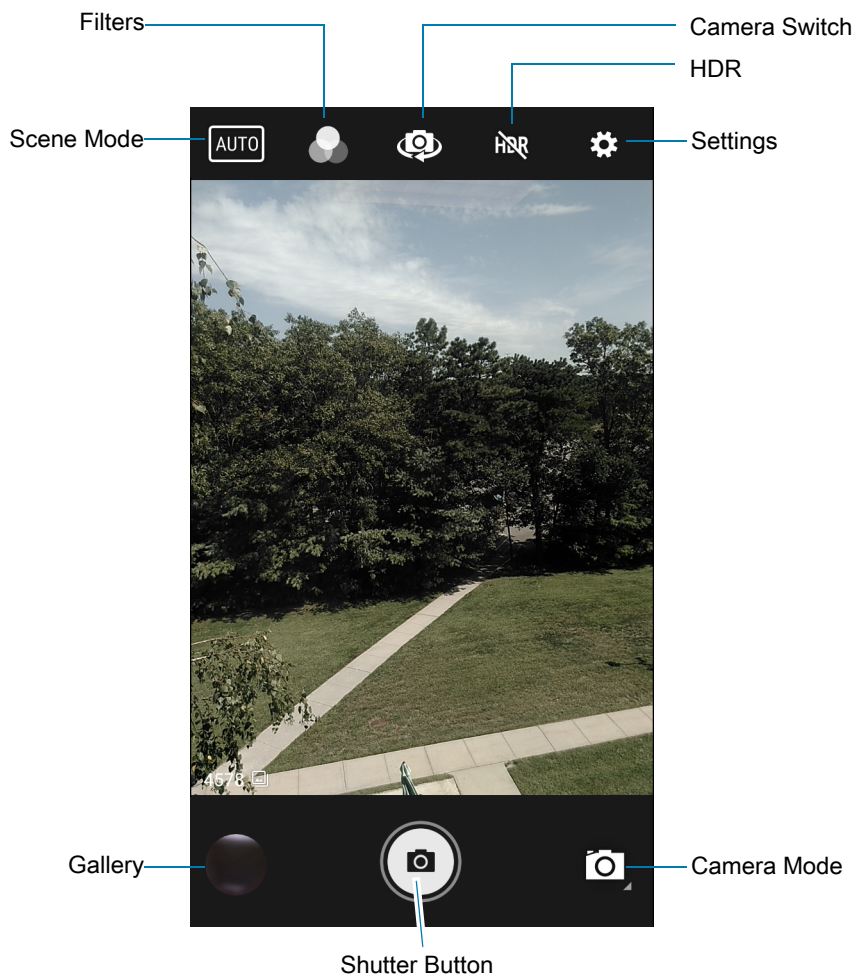 Filters
Camera Switch
HDR
Scene Mode
AUTO
HDR
Settings
4578
Gallery
Camera Mode
Shutter Button